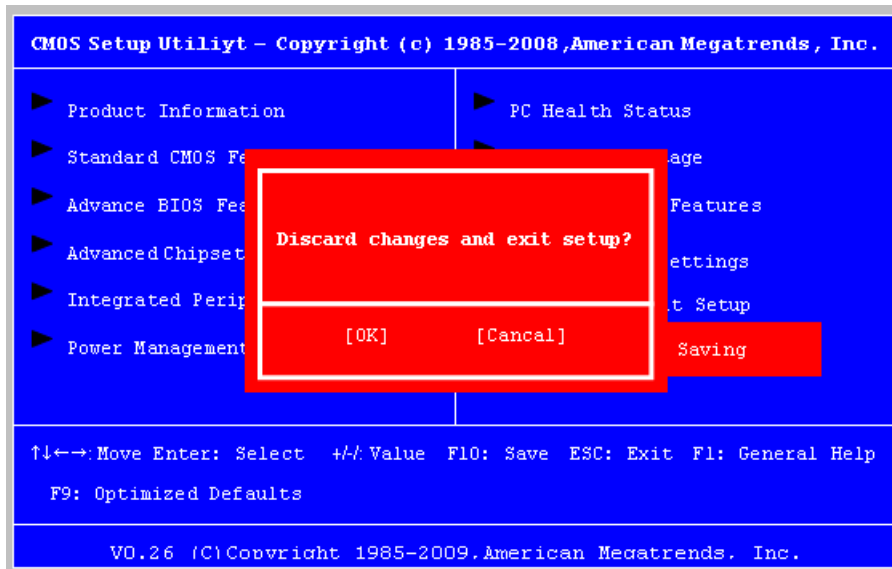 CMOS Setup Utiliyt – Copyright (c) 1985-2008,American Megatrends, Inc.
Product Information
Standard CMOS Fe
Advance BIOS Fea
Advanced Chipset
Integrated Perip
Power Management
PC Health Status
age
Features
ettings
t Setup
Saving
Discard changes and exit setup?
[OK] [Cancal]
↑↓←→:Move Enter: Select +/-/: Value F10: Save ESC: Exit F1: General Help
F9: Optimized Defaults
V0.26 (C)Copyright 1985-2009,American Megatrends, Inc.